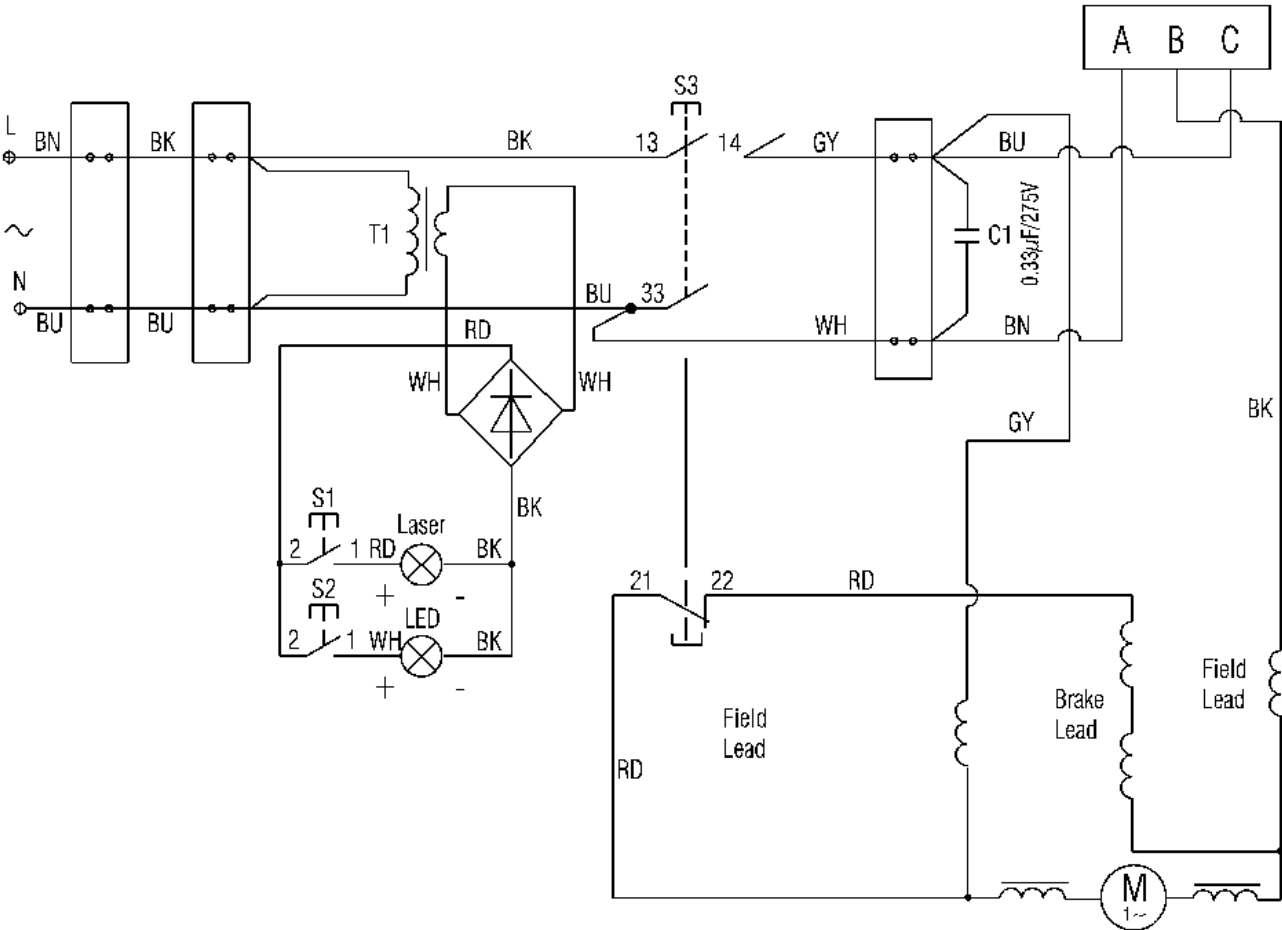 A B C
S3
L BN BK BK 13 14 GY BU
T1
C1
0.33µF/275V
N
BU BU BU 33
RD WH BN
WH WH
GY BK
BK
S1
Laser
2 1 RD BK
+ -
S2 LED
2 1 WH BK
+ -
21 22 RD
Field
Lead
Brake
Lead
Field
Lead
RD
M
1~